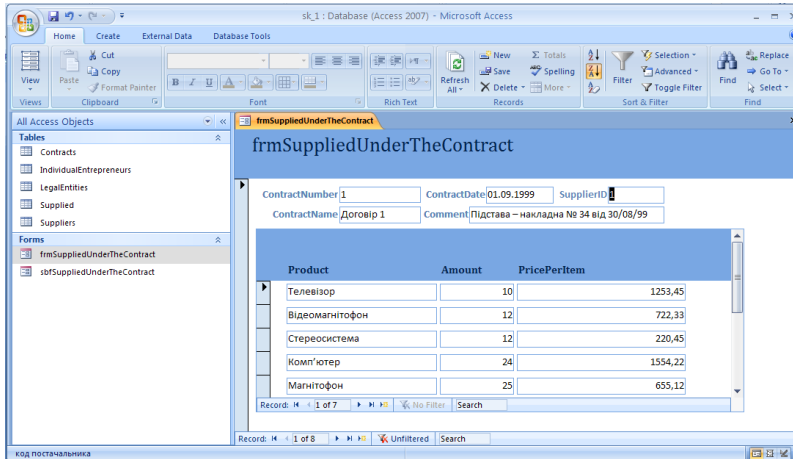 sk_1 : Database (Access 2007) - Microsoft Access
Home Create External Data Database Tools
View Paste Cut Copy Format Painter
B I U A
Refresh All New Save Delete Totals Spelling More
Filter Selection Advanced Toggle Filter
Find Replace Go To Select
Views Clipboard Font Rich Text Records Sort & Filter Find
All Access Objects
Tables
Contracts
IndividualEntrepreneurs
LegalEntities
Supplied
Suppliers
Forms
frmSuppliedUnderTheContract
sbfSuppliedUnderTheContract
frmSuppliedUnderTheContract
frmSuppliedUnderTheContract
ContractNumber 1 ContractDate 01.09.1999 SupplierID 1
ContractName Договір 1 Comment Підстава – накладна № 34 від 30/08/99
Product Amount PricePerItem
Телевізор 10 1253,45
Відеомагнітофон 12 722,33
Стереосистема 12 220,45
Комп’ютер 24 1554,22
Магнітофон 25 655,12
Record: 1 of 7 No Filter Search
Record: 1 of 8 Unfiltered Search
код постачальника